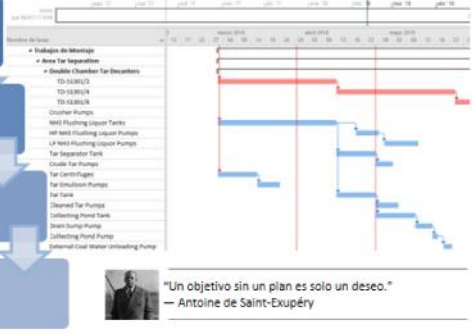 Nombre de tarea
marzo 2018
abril 2018
mayo 2018
Trabajos de Montaje
Area Tar Separation
Double Chamber Tar Decanters
TD-51301/2
TD-51301/4
TD-51301/6
Crusher Pumps
NH3 Flushing Liquor Tanks
HP NH3 Flushing Liquor Pumps
LP NH3 Flushing Liquor Pumps
Tar Separator Tank
Crude Tar Pumps
Tar Centrifuges
Tar Emulsion Pumps
Tar Tank
Cleaned Tar Pumps
Collecting Pond Tank
Drain Sump Pump
Collecting Pond Pump
External Coal Water Unloading Pump
"Un objetivo sin un plan es solo un deseo."
— Antoine de Saint-Exupéry